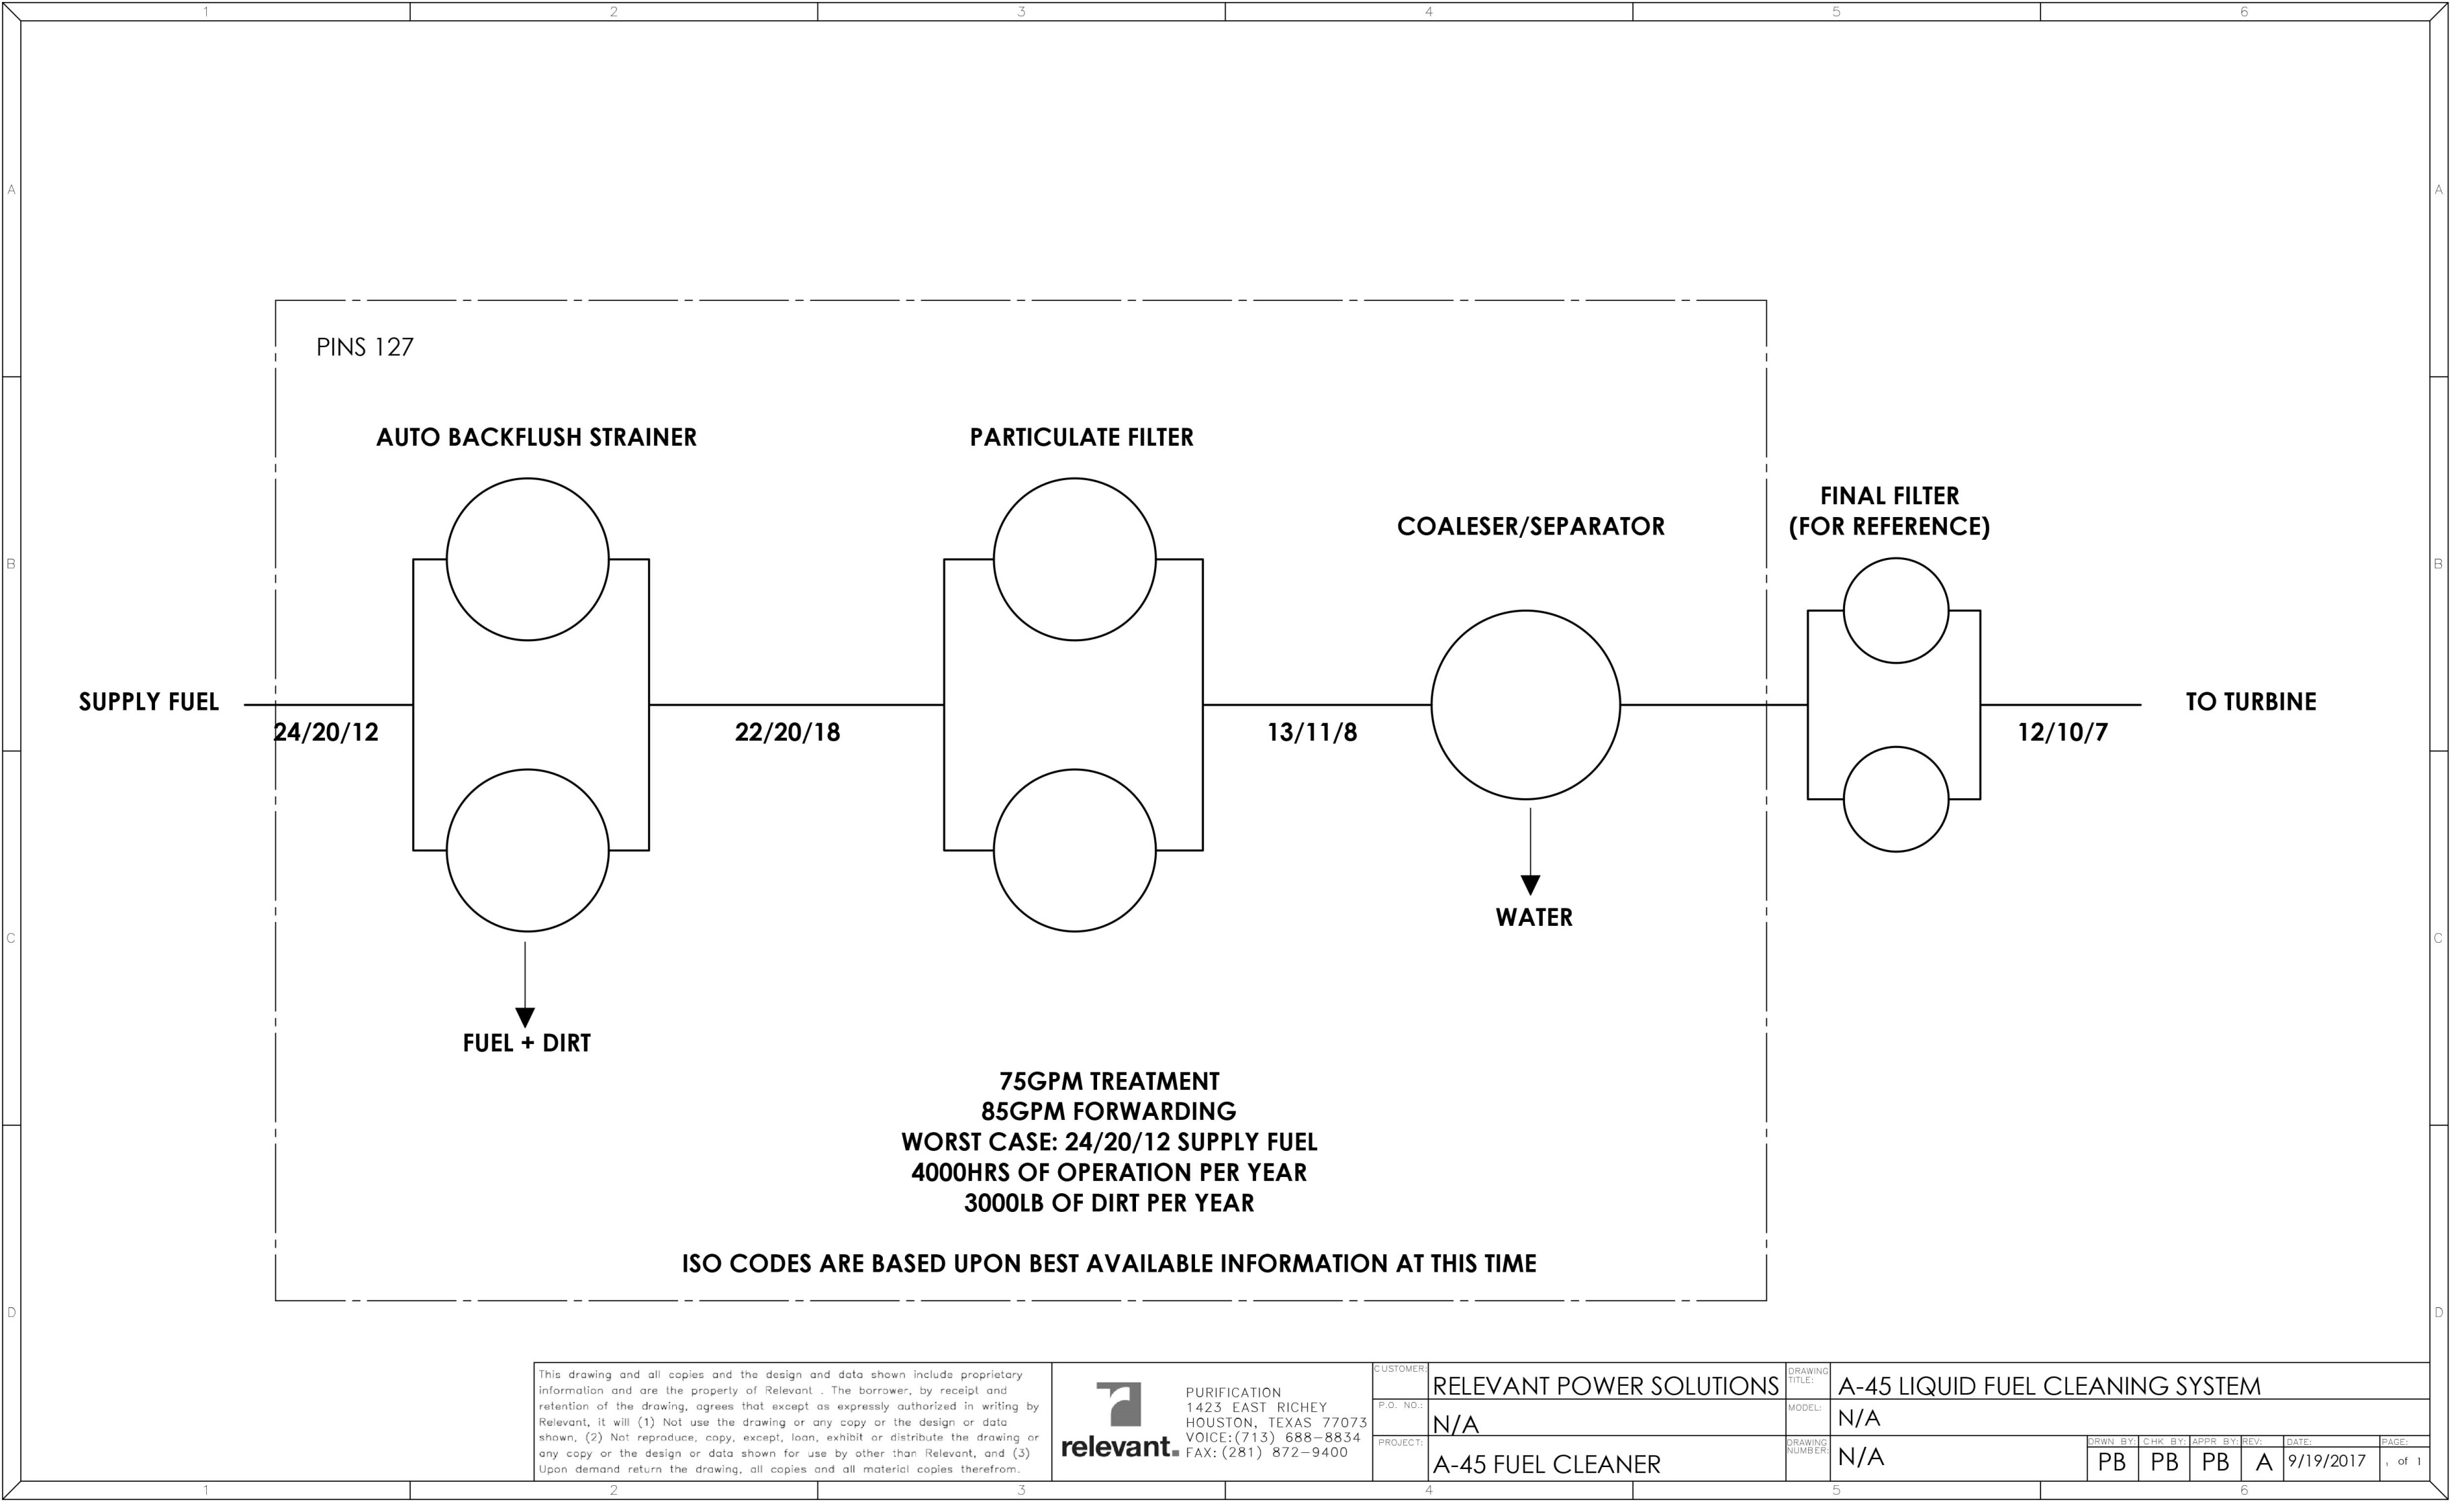 1 2 3 4 5 6
A A
PINS 127
AUTO BACKFLUSH STRAINER
PARTICULATE FILTER
COALESER/SEPARATOR
FINAL FILTER
(FOR REFERENCE)
B B
SUPPLY FUEL
24/20/12
22/20/18
13/11/8
12/10/7
TO TURBINE
WATER
C C
FUEL + DIRT
75GPM TREATMENT
85GPM FORWARDING
WORST CASE: 24/20/12 SUPPLY FUEL
4000HRS OF OPERATION PER YEAR
3000LB OF DIRT PER YEAR
ISO CODES ARE BASED UPON BEST AVAILABLE INFORMATION AT THIS TIME
D D
This drawing and all copies and the design and data shown include proprietary
information and are the property of Relevant . The borrower, by receipt and
retention of the drawing, agrees that except as expressly authorized in writing by
Relevant, it will (1) Not use the drawing or any copy or the design or data
shown, (2) Not reproduce, copy, except, loan, exhibit or distribute the drawing or
any copy or the design or data shown for use by other than Relevant, and (3)
Upon demand return the drawing, all copies and all material copies therefrom.
relevant.
PURIFICATION
1423 EAST RICHEY
HOUSTON, TEXAS 77073
VOICE:(713) 688-8834
FAX:(281) 872-9400
CUSTOMER:
RELEVANT POWER SOLUTIONS
P.O. NO.:
N/A
PROJECT:
A-45 FUEL CLEANER
DRAWING
TITLE:
A-45 LIQUID FUEL CLEANING SYSTEM
MODEL:
N/A
DRAWING
NUMBER:
N/A
DRWN BY: CHK BY: APPR BY: REV: DATE: PAGE:
PB PB PB A 9/19/2017 1 of 1
1 2 3 4 5 6